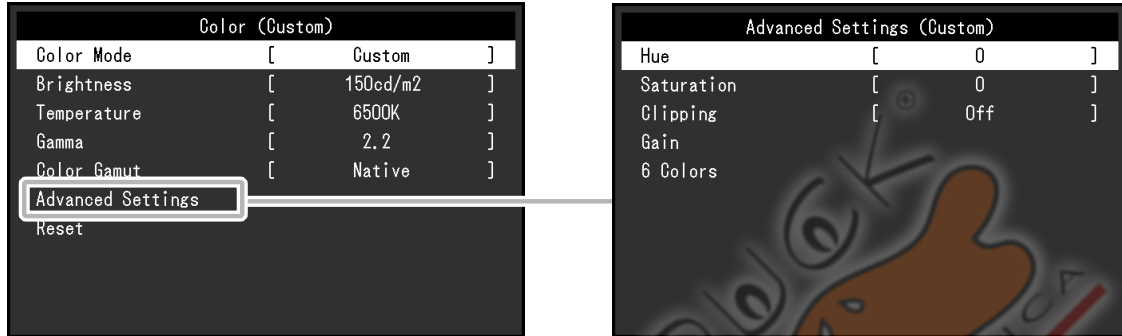 Color (Custom)
Color Mode [ Custom ]
Brightness [ 150cd/m2 ]
Temperature [ 6500K ]
Gamma [ 2.2 ]
Color Gamut [ Native ]
Advanced Settings
Reset
Advanced Settings (Custom)
Hue [ 0 ]
Saturation [ 0 ]
Clipping [ Off ]
Gain
6 Colors